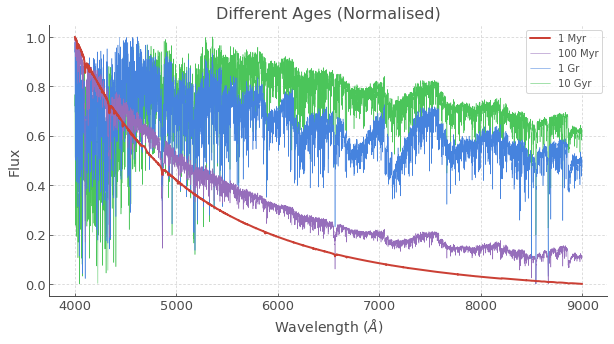 Different Ages (Normalised)
1 Myr
100 Myr
1 Gr
10 Gyr
Flux
1.0
0.8
0.6
0.4
0.2
0.0
4000 5000 6000 7000 8000 9000
Wavelength (Å)